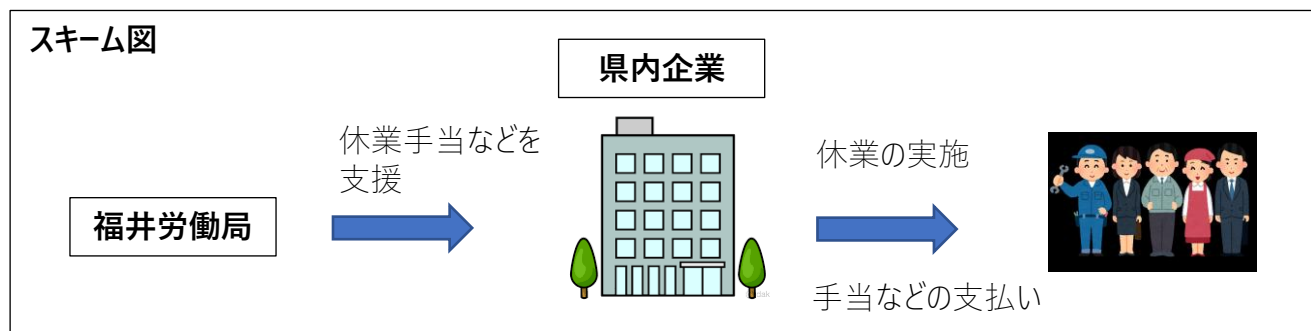 スキーム図
県内企業
休業手当などを
支援
休業の実施
福井労働局
手当などの支払い